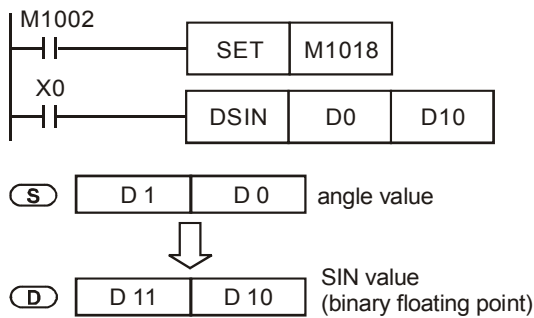 M1002
SET M1018
X0
DSIN D0 D10
S D 1 D 0 angle value
SIN value
D D 11 D 10
(binary floating point)